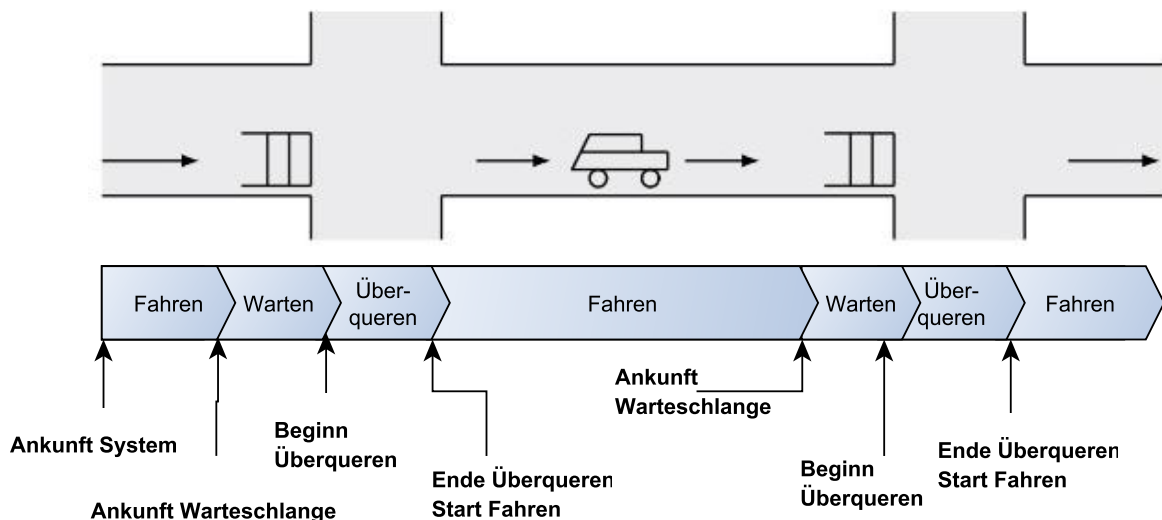 Fahren
Warten
Über-
queren
Fahren
Warten
Über-
queren
Fahren
Ankunft System
Ankunft Warteschlange
Beginn
Überqueren
Ende Überqueren
Start Fahren
Ankunft
Warteschlange
Beginn
Überqueren
Ende Überqueren
Start Fahren